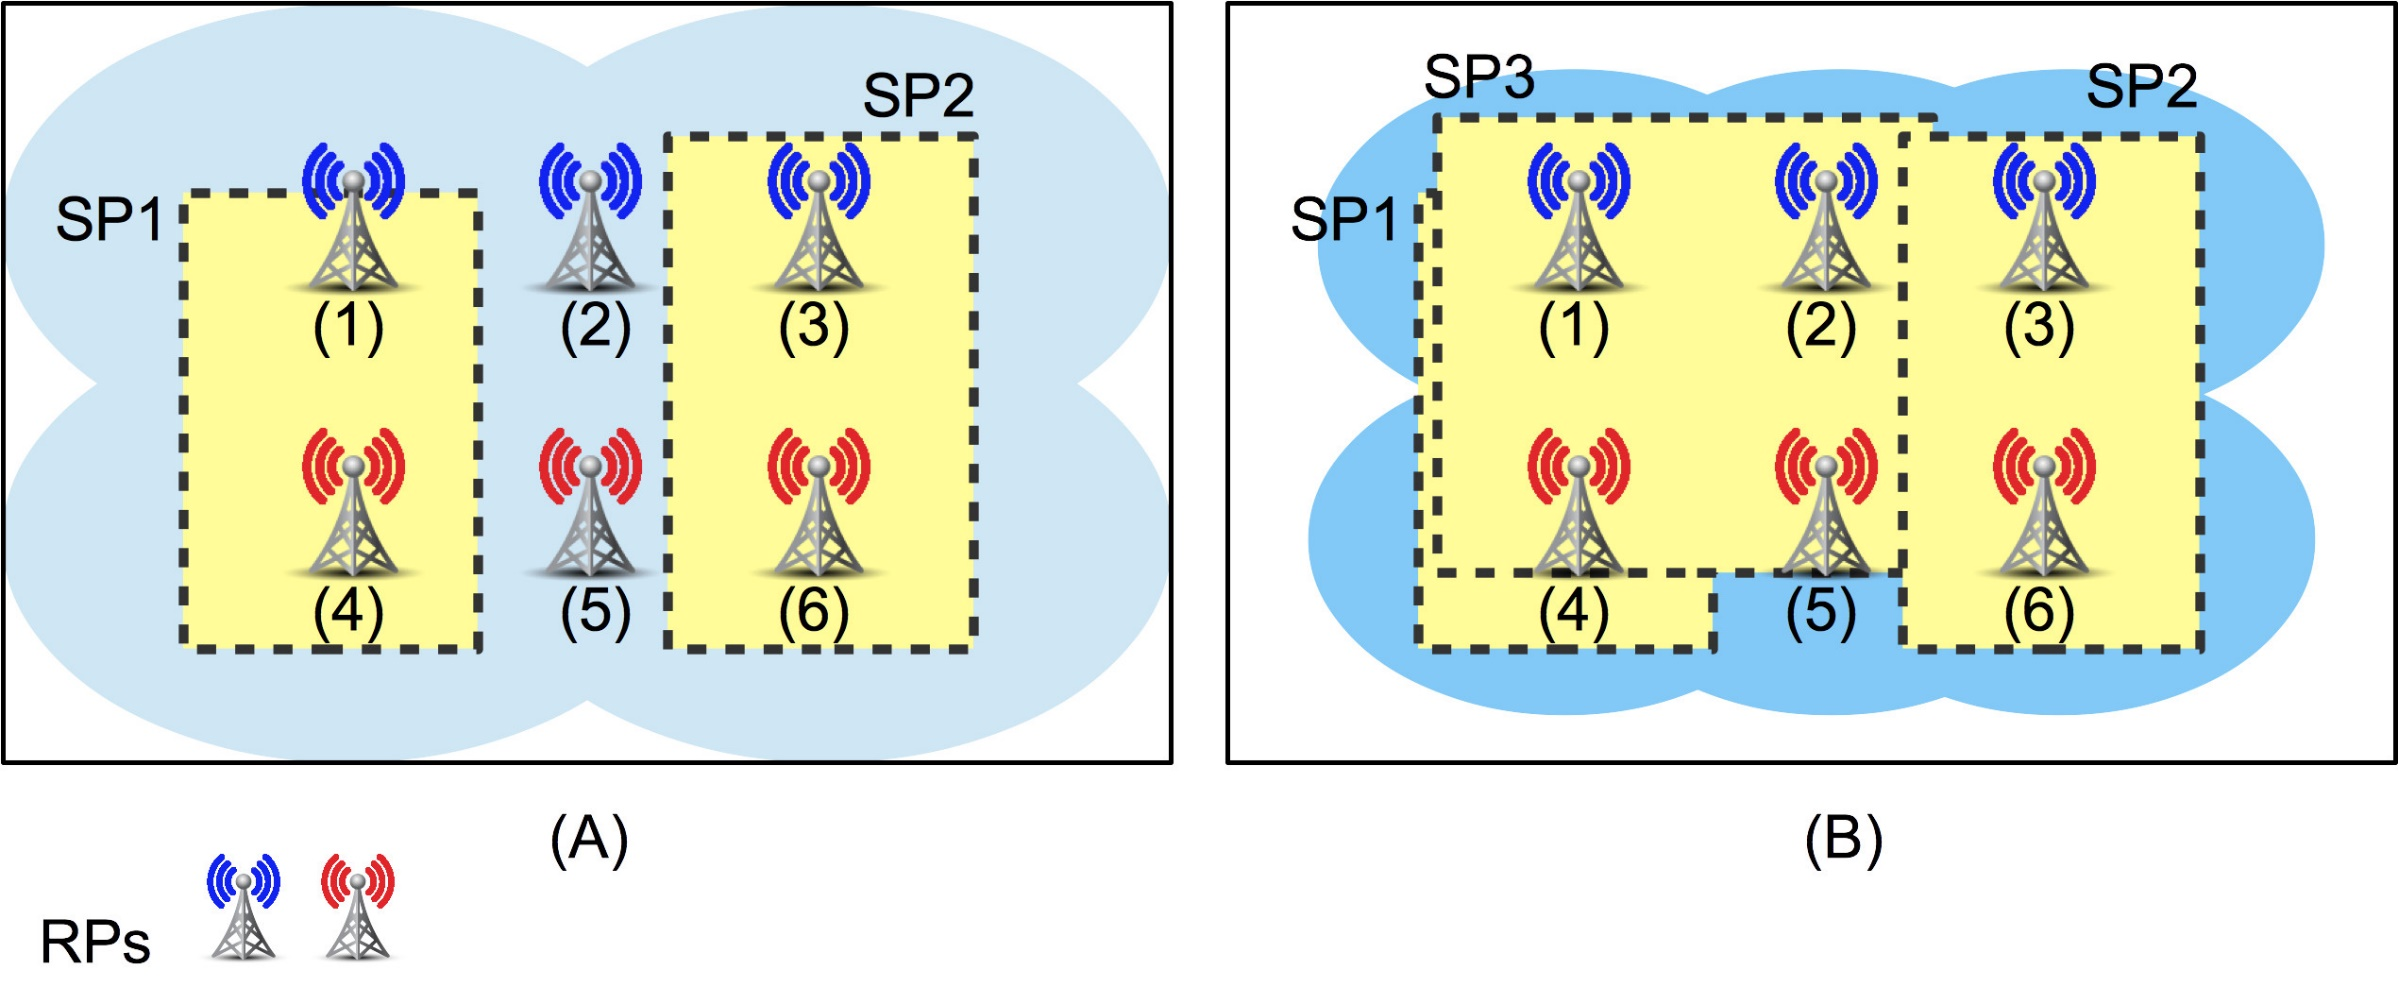 SP2
SP1
(1) (2) (3)
(4) (5) (6)
SP3
SP2
SP1
(1) (2) (3)
(4) (5) (6)
(A)
(B)
RPs